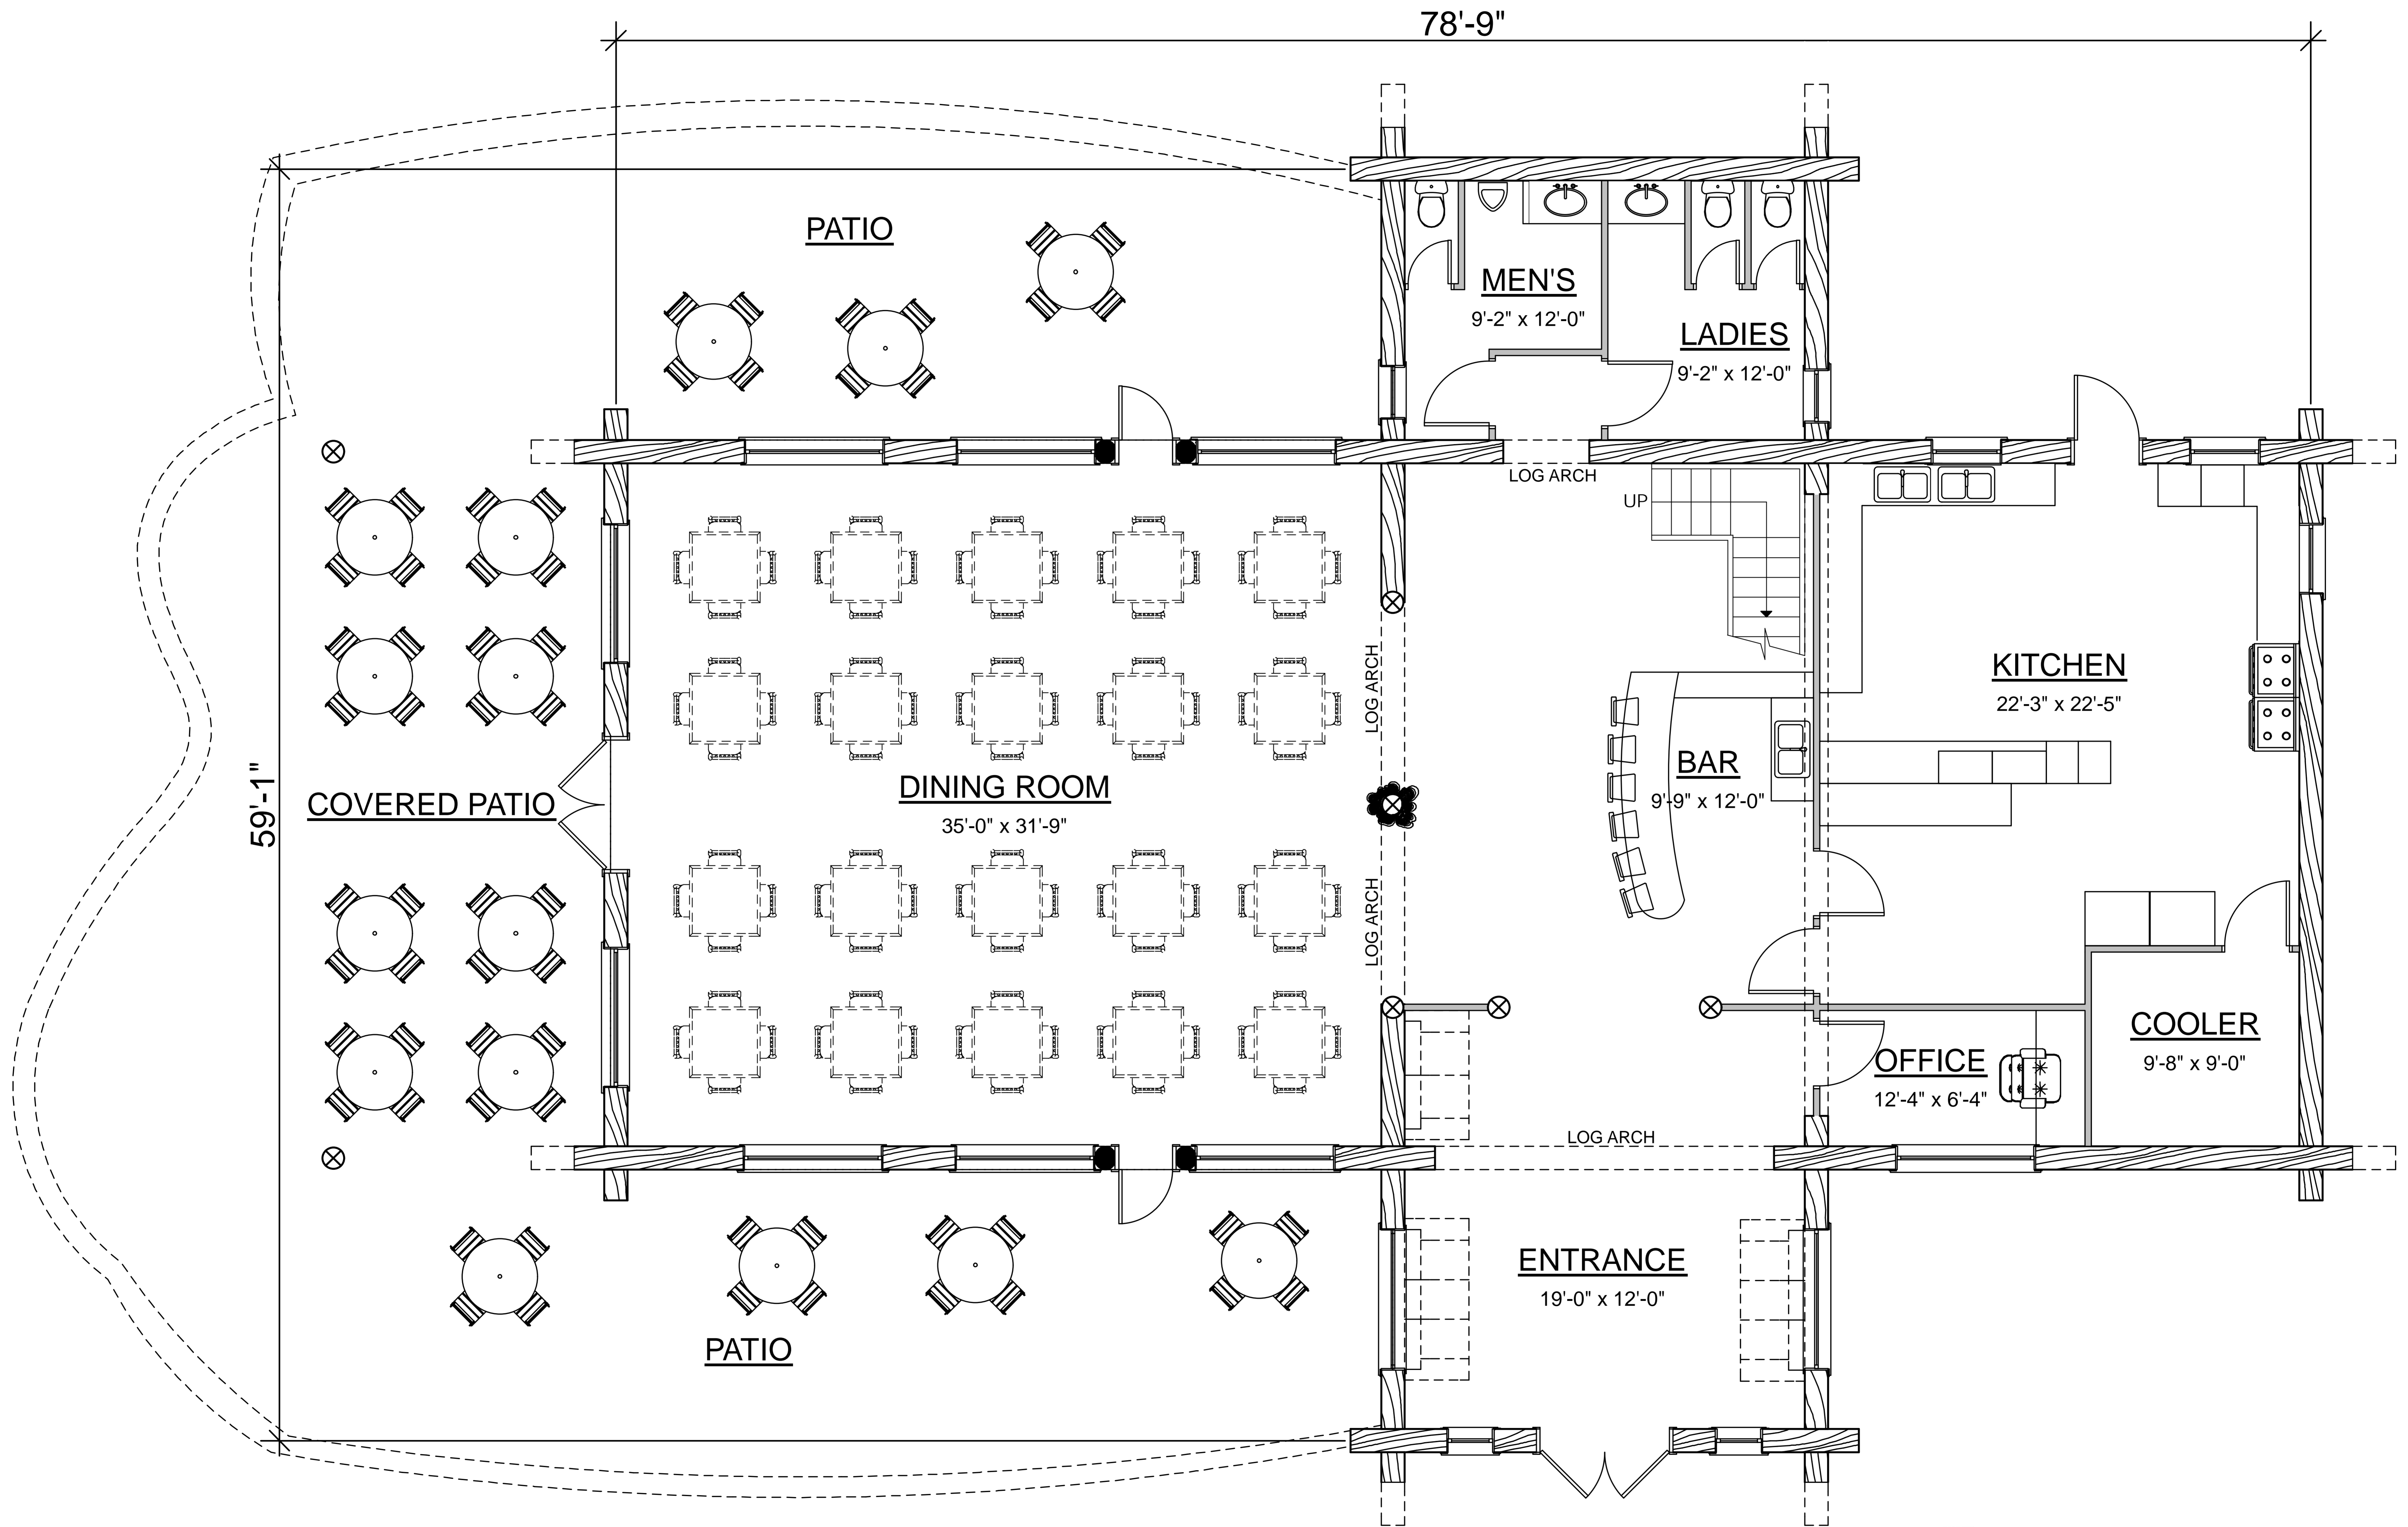 78'-9"
PATIO
MEN'S
9'-2" x 12'-0"
LADIES
9'-2" x 12'-0"
LOG ARCH
UP
LOG ARCH
KITCHEN
22'-3" x 22'-5"
BAR
9'-9" x 12'-0"
59'-1"
COVERED PATIO
DINING ROOM
35'-0" x 31'-9"
LOG ARCH
COOLER
9'-8" x 9'-0"
OFFICE
12'-4" x 6'-4"
LOG ARCH
ENTRANCE
19'-0" x 12'-0"
PATIO